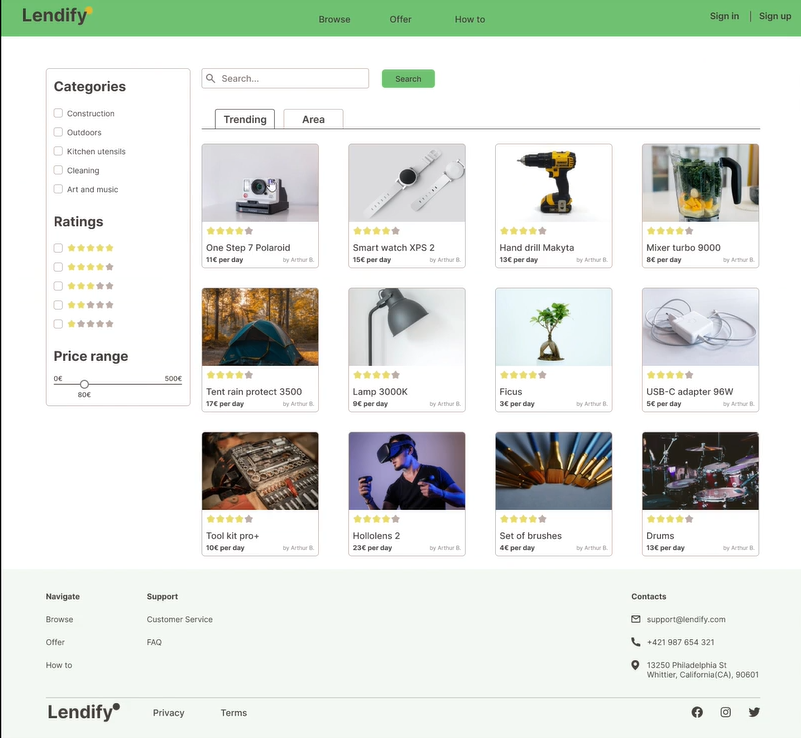 Lendify
Browse
Offer
How to
Sign in
Sign up
Categories
Construction
Outdoors
Kitchen utensils
Cleaning
Art and music
Ratings
Price range
0€ 500€
80€
Search...
Search
Trending
Area
One Step 7 Polaroid
11€ per day by Arthur B.
Smart watch XPS 2
15€ per day by Arthur B.
Hand drill Makyta
13€ per day by Arthur B.
Mixer turbo 9000
8€ per day by Arthur B.
Tent rain protect 3500
17€ per day by Arthur B.
Lamp 3000K
9€ per day by Arthur B.
Ficus
3€ per day by Arthur B.
USB-C adapter 96W
5€ per day by Arthur B.
Tool kit pro+
10€ per day by Arthur B.
Hollolens 2
23€ per day by Arthur B.
Set of brushes
4€ per day by Arthur B.
Drums
13€ per day by Arthur B.
Navigate
Browse
Offer
How to
Support
Customer Service
FAQ
Contacts
support@lendify.com
+421 987 654 321
13250 Philadelphia St
Whittier, California(CA), 90601
Lendify
Privacy
Terms